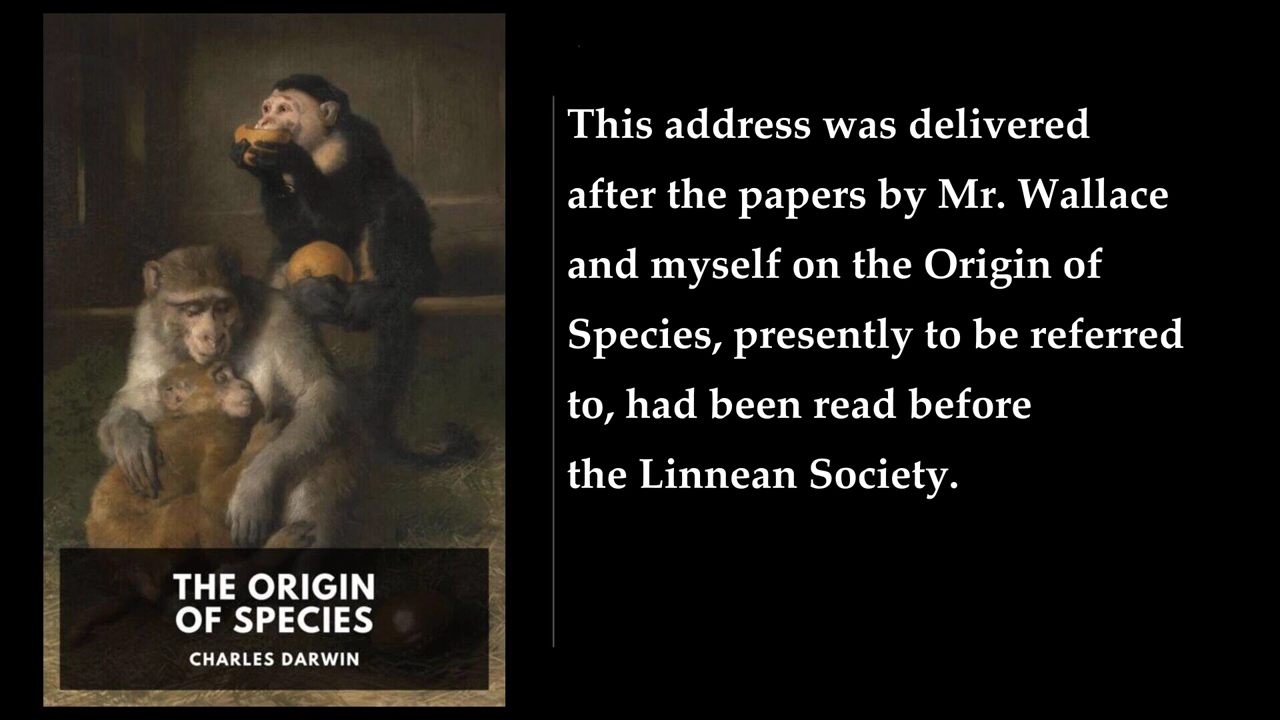 THE ORIGIN
OF SPECIES
CHARLES DARWIN
This address was delivered
after the papers by Mr. Wallace
and myself on the Origin of
Species, presently to be referred
to, had been read before
the Linnean Society.